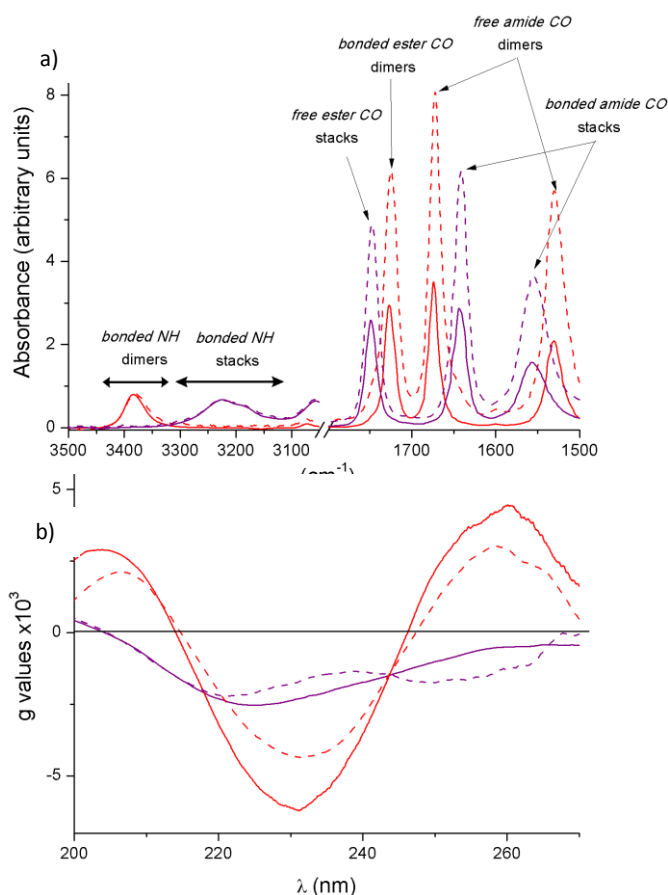 a)
free amide CO
dimers
bonded ester CO
dimers
bonded amide CO
stacks
free ester CO
stacks
Absorbance (arbitrary units)
8
6
4
2
0
bonded NH
dimers
bonded NH
stacks
3500 3400 3300 3200 3100 1700 1600 1500
(cm-1)
b)
g values x10³
5
0
-5
200 220 240 260
λ (nm)